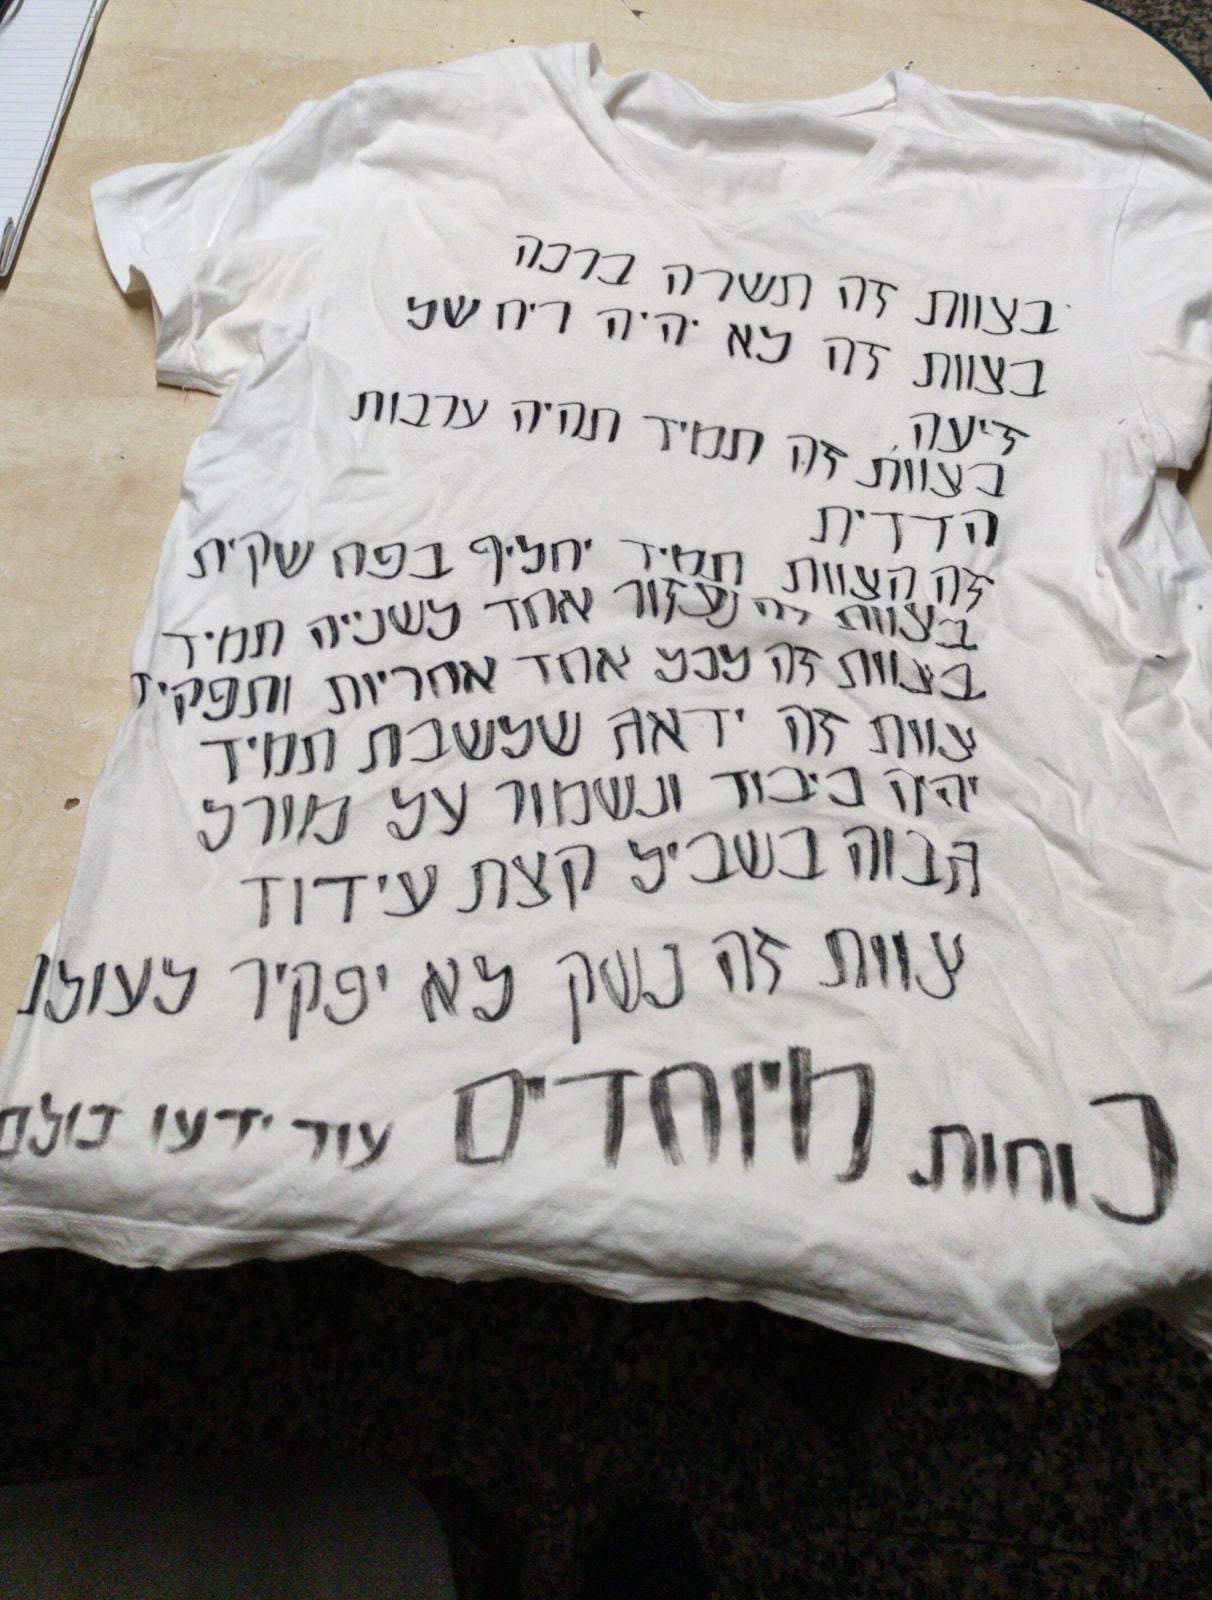 בצוות זה תשרה ברכה
בצוות זה לא יהיה ריח של
זיעה
בצוות זה תמיד תהיה ערבות
הדדית
זה הצוות תמיד יחליף בפח שקית
בצוות זה נעזור אחד לשנייה תמיד
בצוות זה לכל אחד אחריות ותפקיד
צוות זה ידאג שלשבת תמיד
יהיה כיבוד ונשמור על מורל
גבוה בשביל קצת עידוד
צוות זה נשק לא יפקיר לעולם
כוחות מיוחדים עוד ידעו כולם